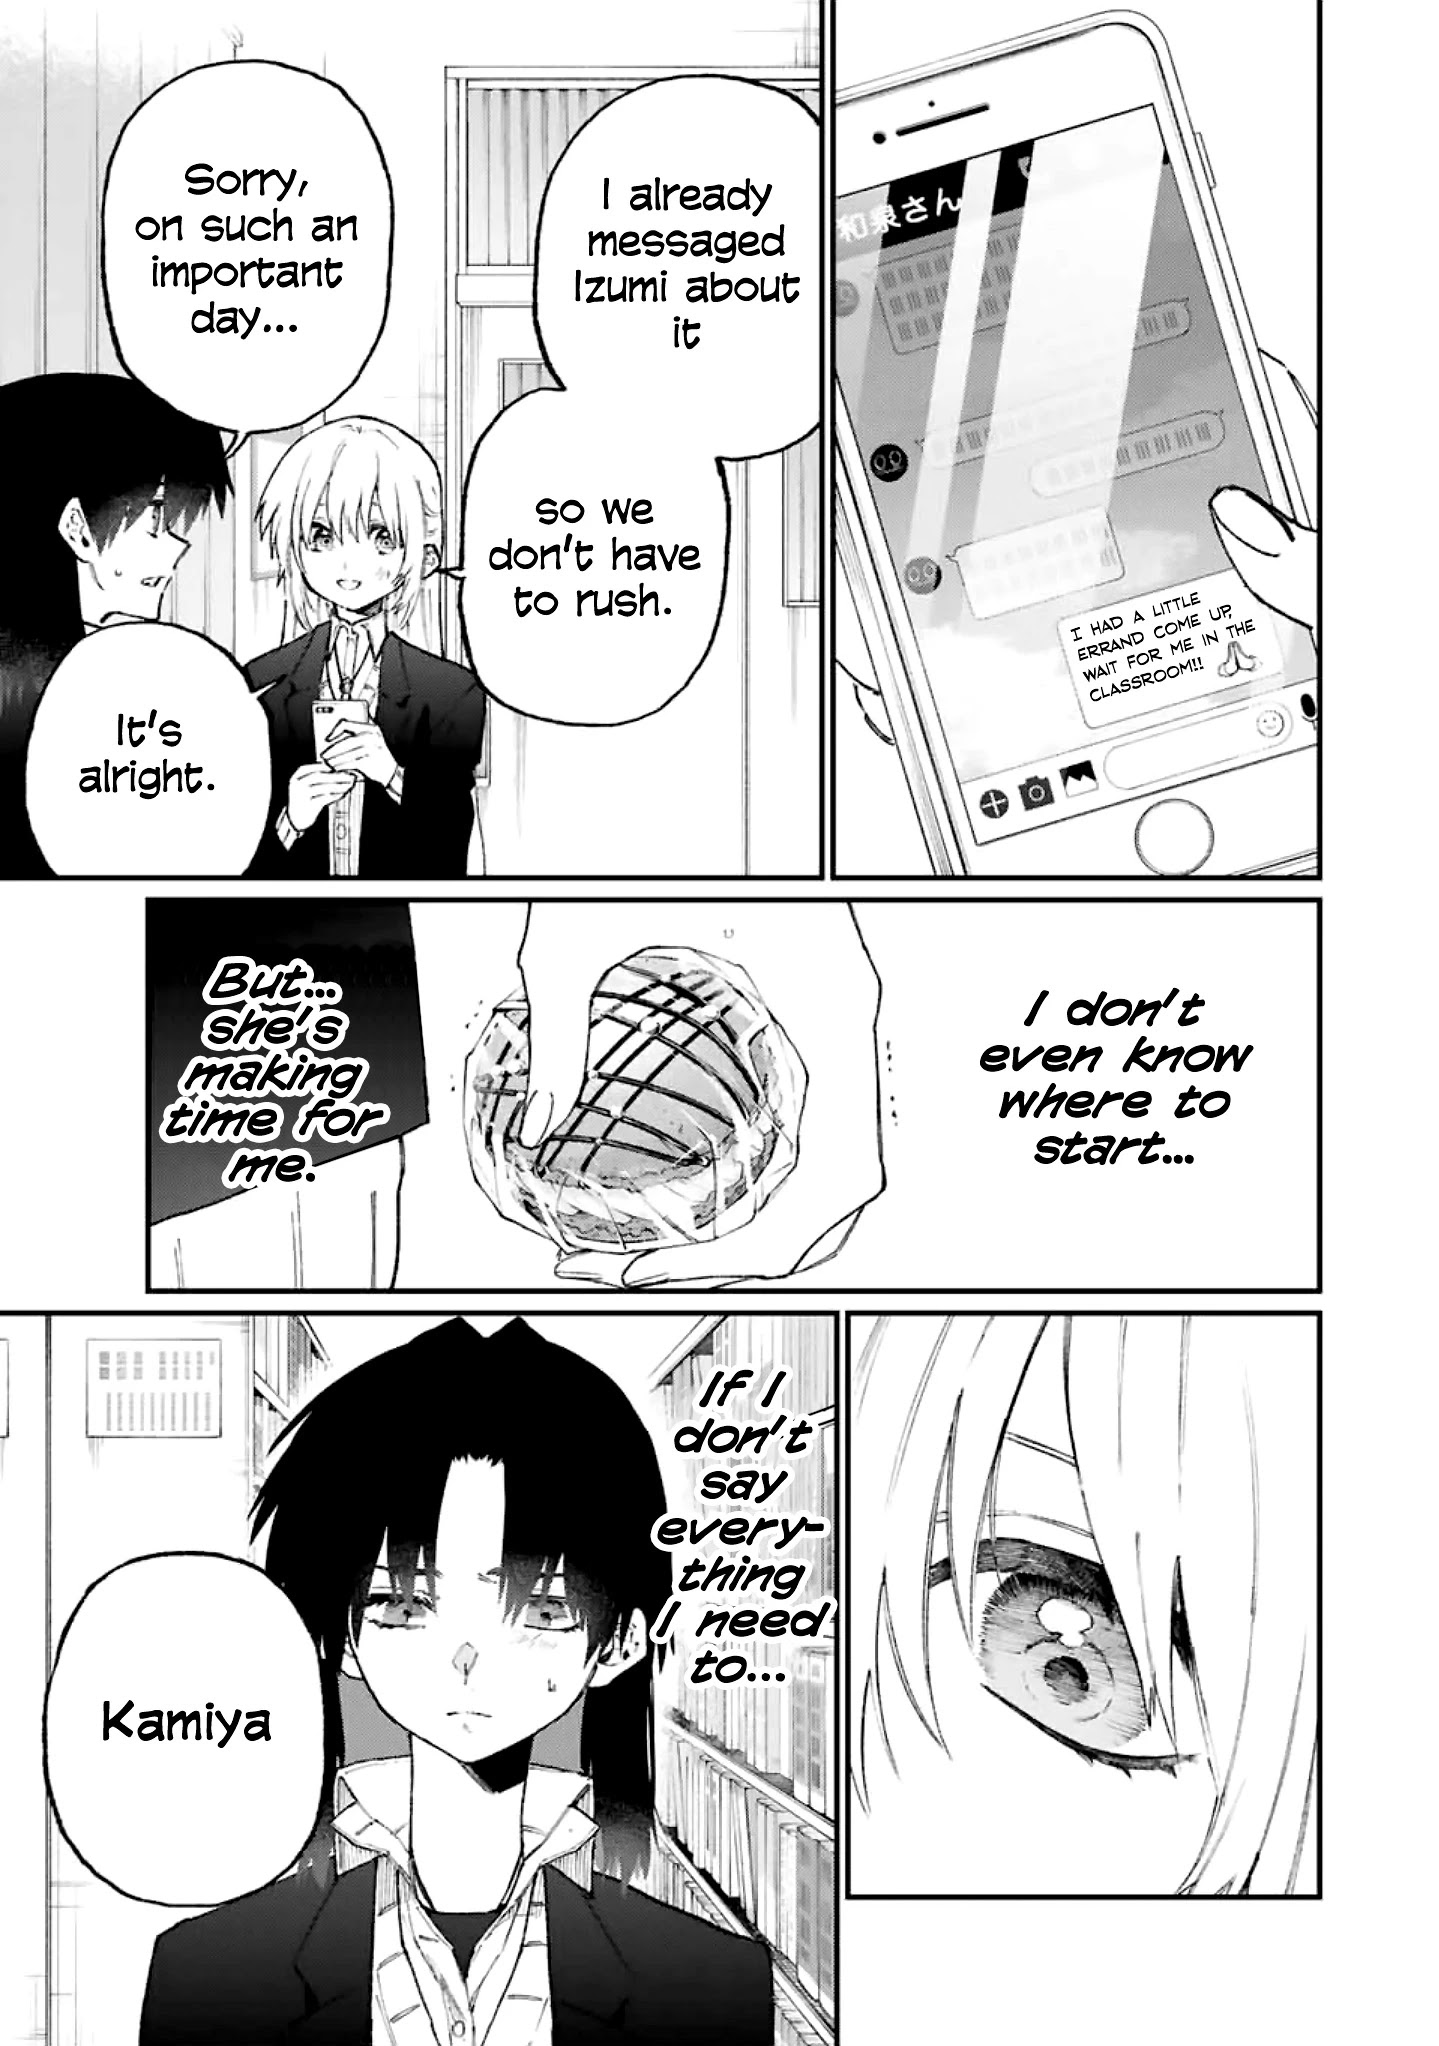 和泉さん
I HAD A LITTLE
ERRAND COME UP,
WAIT FOR ME IN THE
CLASSROOM!!
I already
messaged
Izumi about
it
so we
don't have
to rush.
Sorry,
on such an
important
day...
It's
alright.
I don't
even know
where to
start...
But...
she's
making
time for
me.
If I
don't
say
every-
thing
I need
to...
Kamiya